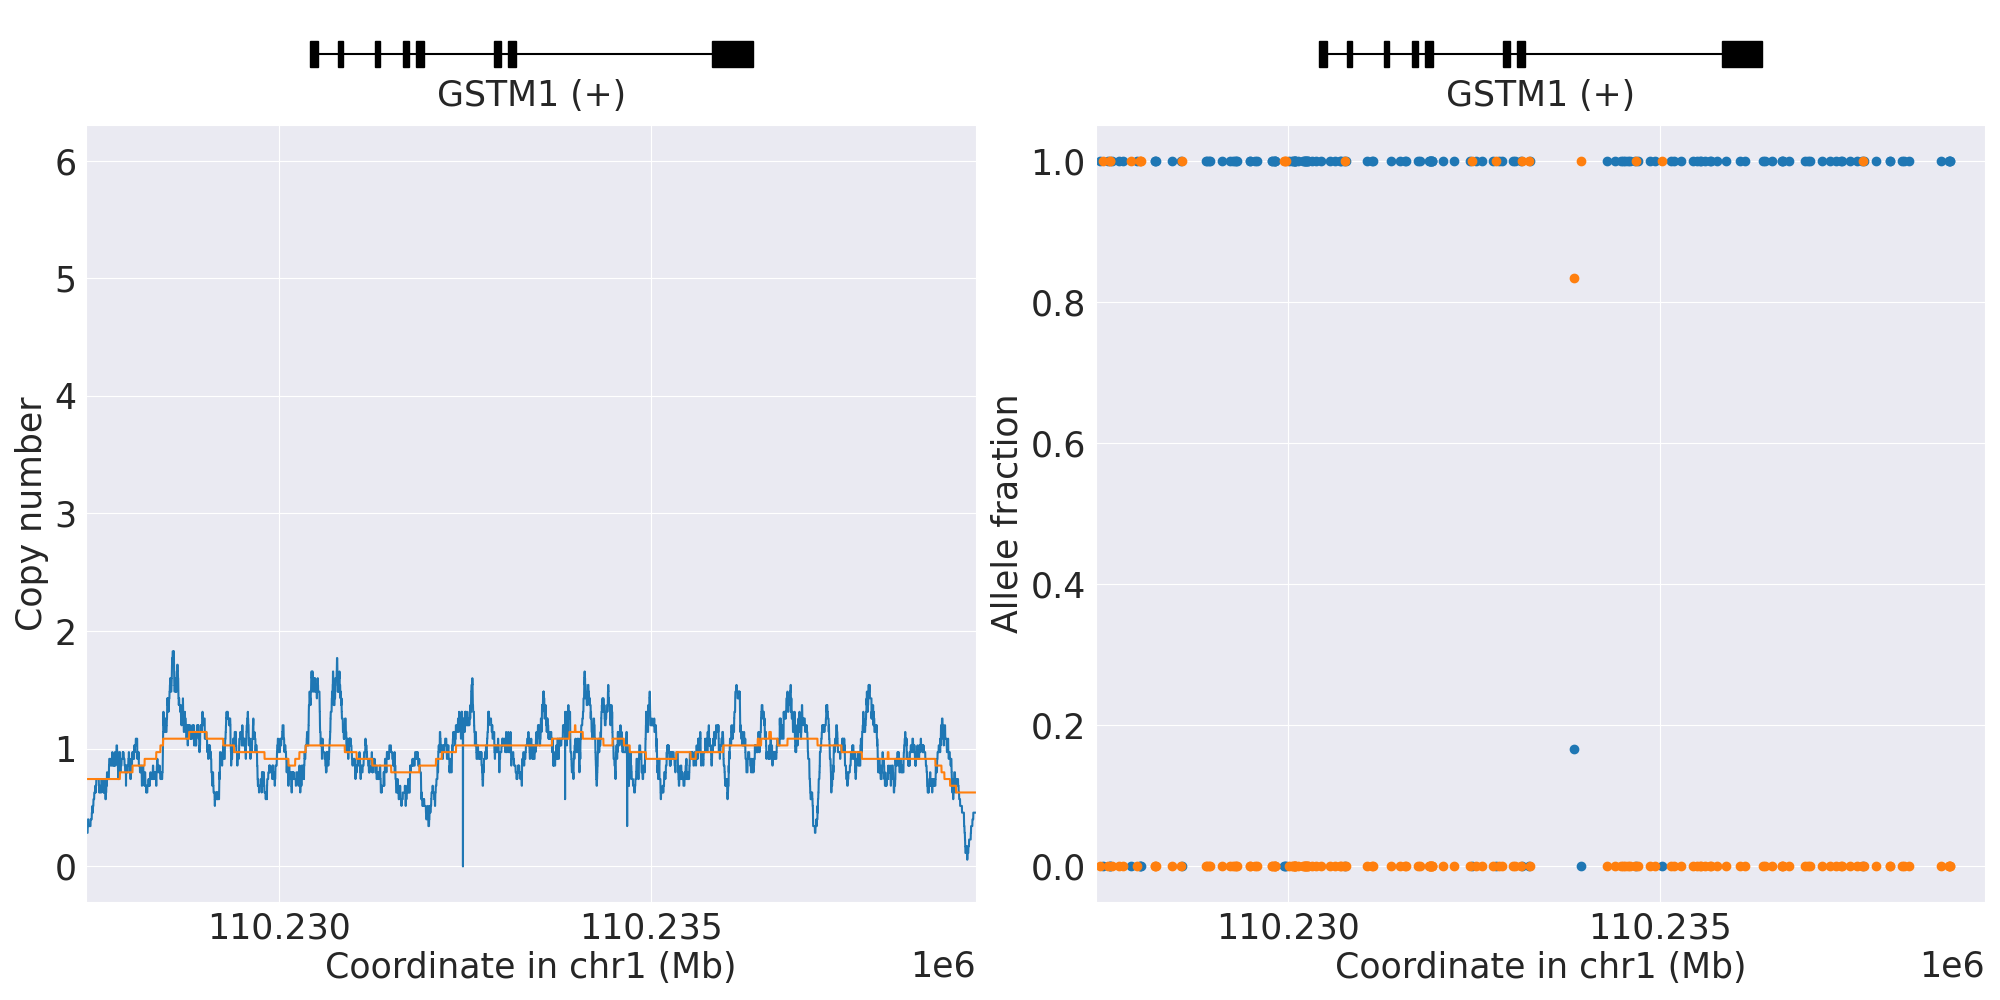 GSTM1 (+)
6
5
4
3
2
1
0
Copy number
110.230
110.235
Coordinate in chr1 (Mb)
1e6
GSTM1 (+)
1.0
0.8
0.6
0.4
0.2
0.0
Allele fraction
110.230
110.235
Coordinate in chr1 (Mb)
1e6